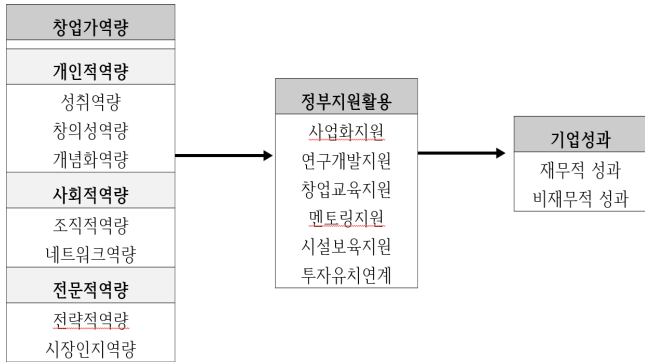 창업가역량
개인적역량
성취역량
창의성역량
개념화역량
사회적역량
조직적역량
네트워크역량
전문적역량
전략적역량
시장인지역량
정부지원활용
사업화지원
연구개발지원
창업교육지원
멘토링지원
시설보육지원
투자유치연계
기업성과
재무적 성과
비재무적 성과